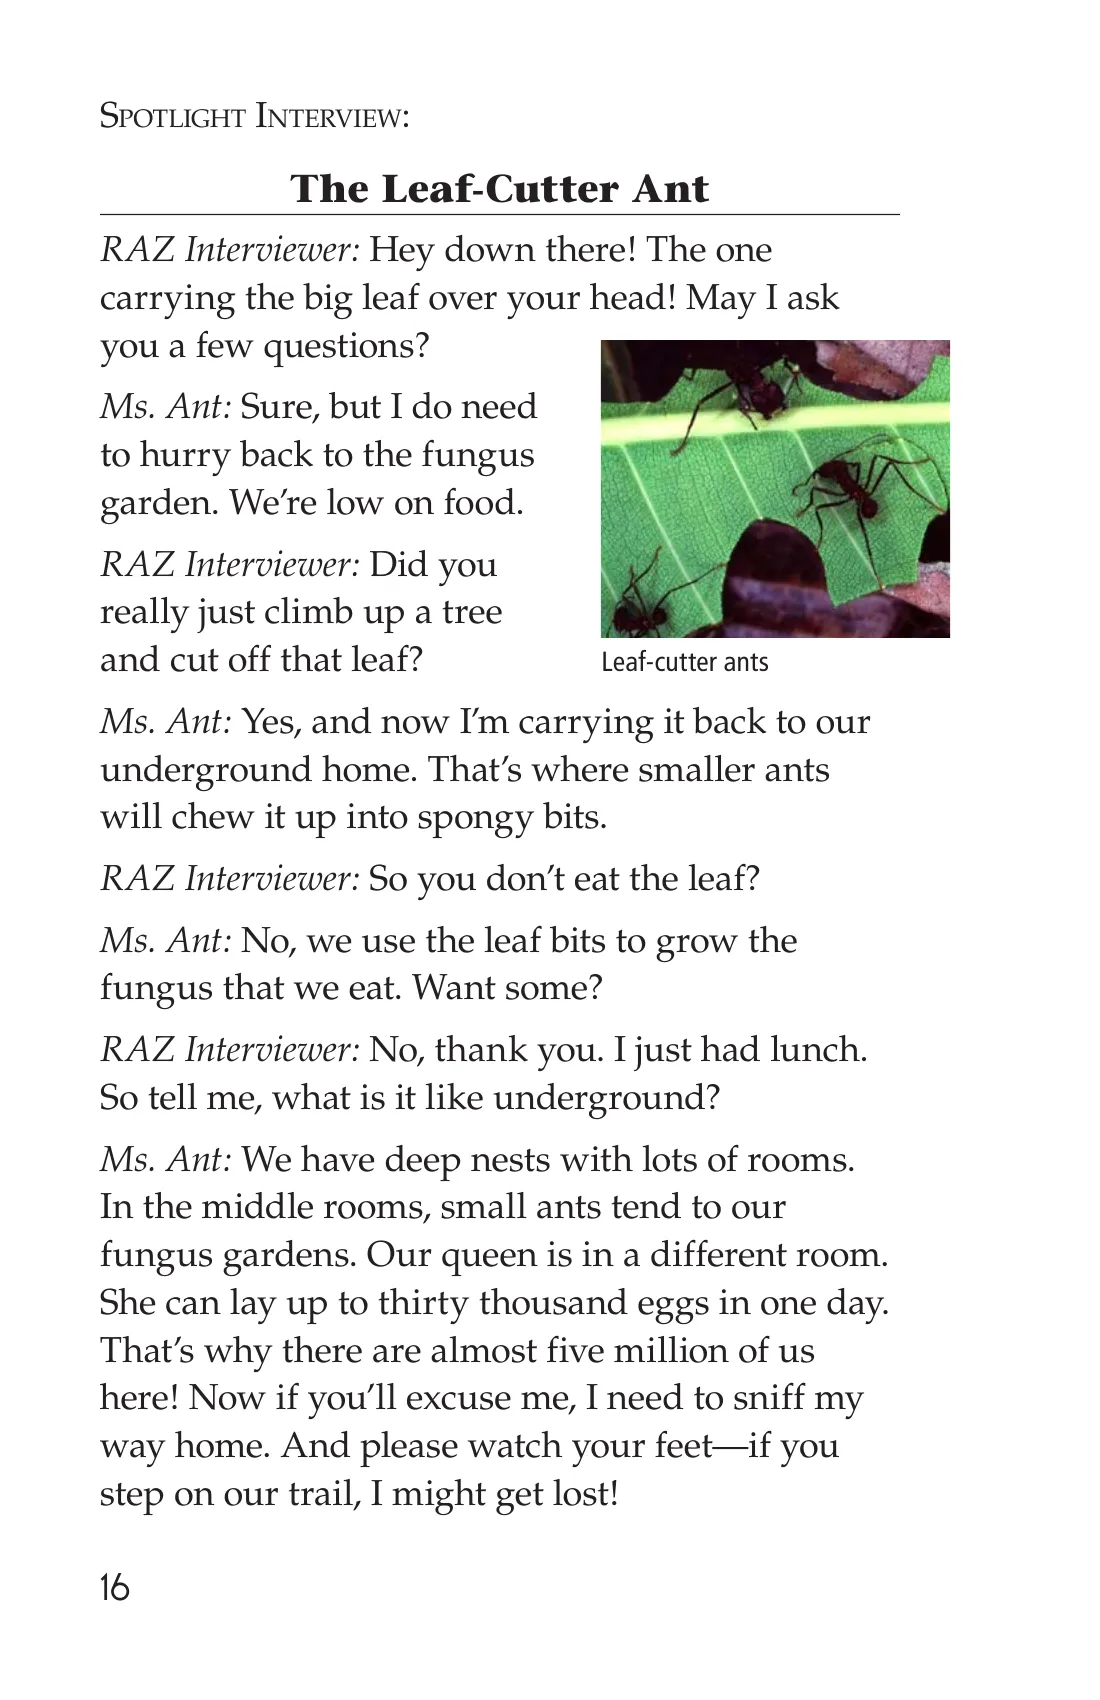 SPOTLIGHT INTERVIEW:
The Leaf-Cutter Ant
RAZ Interviewer: Hey down there! The one
carrying the big leaf over your head! May I ask
you a few questions?
Ms. Ant: Sure, but I do need
to hurry back to the fungus
garden. We’re low on food.
RAZ Interviewer: Did you
really just climb up a tree
and cut off that leaf?
Leaf-cutter ants
Ms. Ant: Yes, and now I’m carrying it back to our
underground home. That’s where smaller ants
will chew it up into spongy bits.
RAZ Interviewer: So you don’t eat the leaf?
Ms. Ant: No, we use the leaf bits to grow the
fungus that we eat. Want some?
RAZ Interviewer: No, thank you. I just had lunch.
So tell me, what is it like underground?
Ms. Ant: We have deep nests with lots of rooms.
In the middle rooms, small ants tend to our
fungus gardens. Our queen is in a different room.
She can lay up to thirty thousand eggs in one day.
That’s why there are almost five million of us
here! Now if you’ll excuse me, I need to sniff my
way home. And please watch your feet—if you
step on our trail, I might get lost!
16